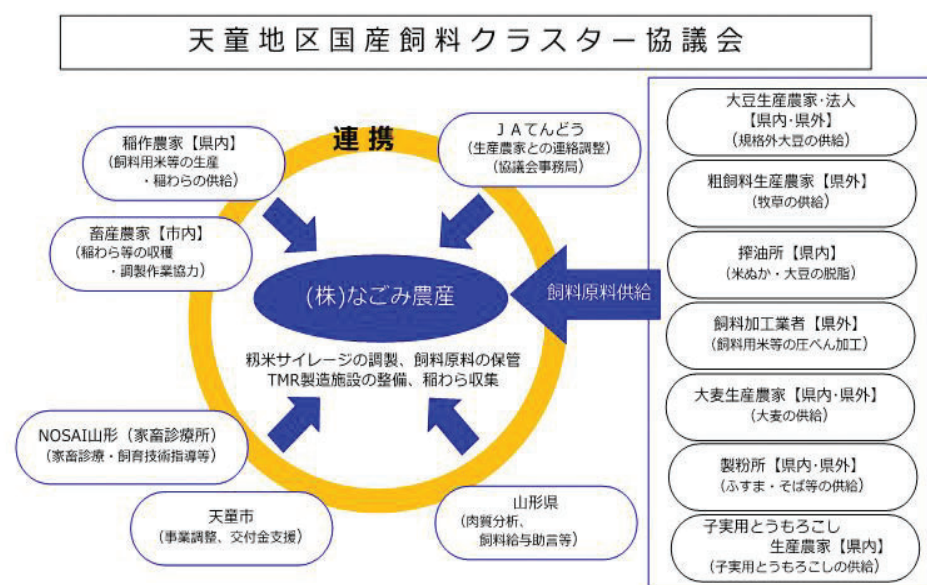 天童地区国産飼料クラスター協議会
連携
稲作農家【県内】
(飼料用米等の生産
・稲わらの供給)
畜産農家【市内】
(稲わら等の収穫
・調製作業協力)
ＪＡてんどう
(生産農家との連絡調整)
(協議会事務局)
(株)なごみ農産
籾米サイレージの調製、飼料原料の保管
TMR製造施設の整備、稲わら収集
NOSAI山形（家畜診療所）
(家畜診療・飼育技術指導等)
天童市
(事業調整、交付金支援)
山形県
(肉質分析、
飼料給与助言等)
飼料原料供給
大豆生産農家・法人
【県内・県外】
(規格外大豆の供給)
粗飼料生産農家【県外】
(牧草の供給)
搾油所【県内】
(米ぬか・大豆の脱脂)
飼料加工業者【県外】
(飼料用米等の圧ぺん加工)
大麦生産農家【県内・県外】
(大麦の供給)
製粉所【県内・県外】
(ふすま・そば等の供給)
子実用とうもろこし
生産農家【県内】
(子実用とうもろこしの供給)